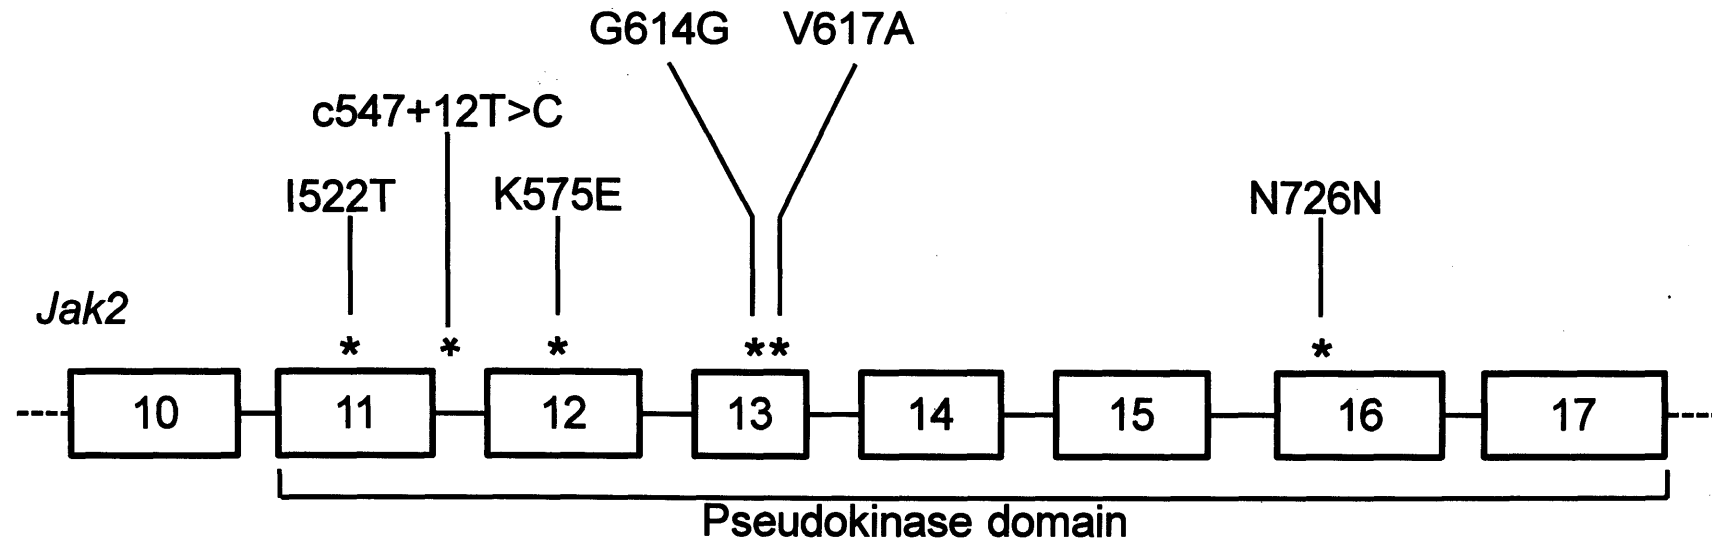 G614G V617A
c547+12T>C
I522T K575E N726N
Jak2
* * * ** *
10 11 12 13 14 15 16 17
Pseudokinase domain